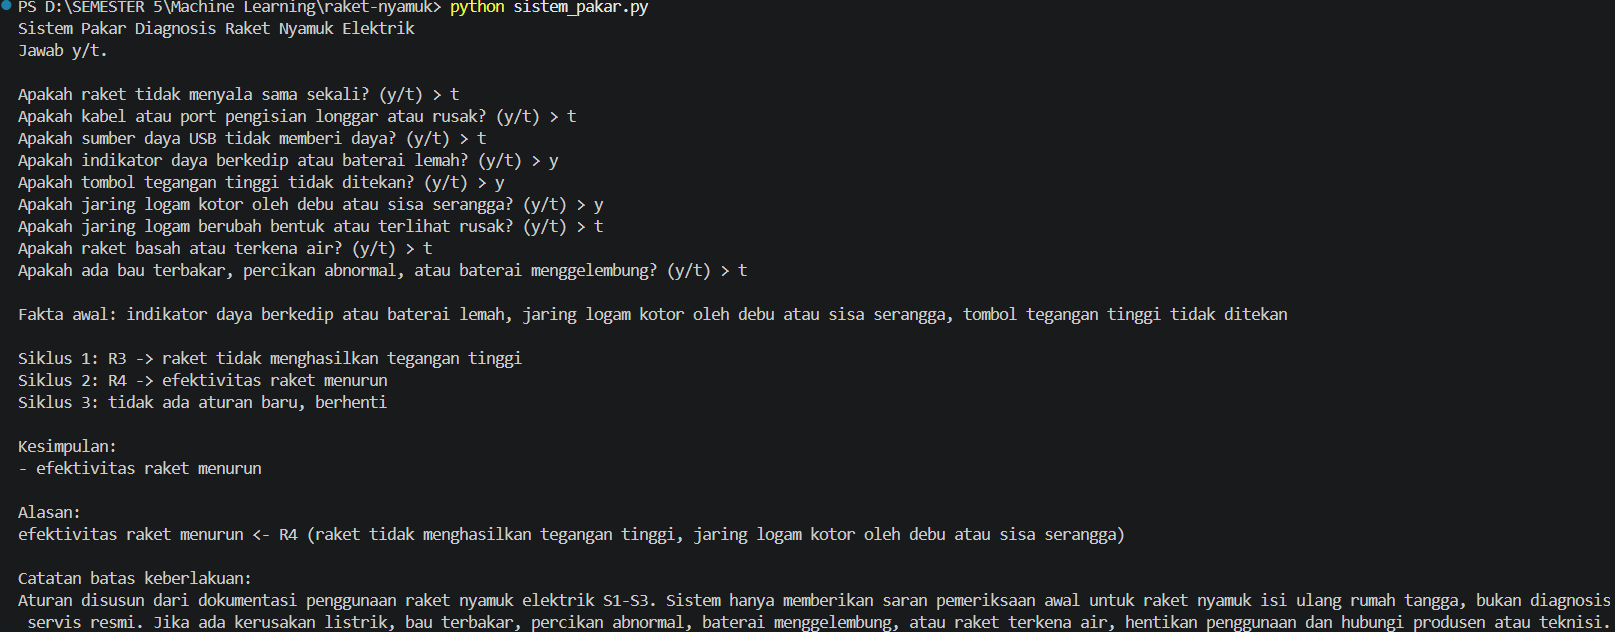 PS D:\SEMESTER 5\Machine Learning\raket-nyamuk> python sistem_pakar.py
Sistem Pakar Diagnosis Raket Nyamuk Elektrik
Jawab y/t.
Apakah raket tidak menyala sama sekali? (y/t) > t
Apakah kabel atau port pengisian longgar atau rusak? (y/t) > t
Apakah sumber daya USB tidak memberi daya? (y/t) > t
Apakah indikator daya berkedip atau baterai lemah? (y/t) > y
Apakah tombol tegangan tinggi tidak ditekan? (y/t) > y
Apakah jaring logam kotor oleh debu atau sisa serangga? (y/t) > y
Apakah jaring logam berubah bentuk atau terlihat rusak? (y/t) > t
Apakah raket basah atau terkena air? (y/t) > t
Apakah ada bau terbakar, percikan abnormal, atau baterai menggelembung? (y/t) > t
Fakta awal: indikator daya berkedip atau baterai lemah, jaring logam kotor oleh debu atau sisa serangga, tombol tegangan tinggi tidak ditekan
Siklus 1: R3 -> raket tidak menghasilkan tegangan tinggi
Siklus 2: R4 -> efektivitas raket menurun
Siklus 3: tidak ada aturan baru, berhenti
Kesimpulan:
- efektivitas raket menurun
Alasan:
efektivitas raket menurun <- R4 (raket tidak menghasilkan tegangan tinggi, jaring logam kotor oleh debu atau sisa serangga)
Catatan batas keberlakuan:
Aturan disusun dari dokumentasi penggunaan raket nyamuk elektrik S1-S3. Sistem hanya memberikan saran pemeriksaan awal untuk raket nyamuk isi ulang rumah tangga, bukan diagnosis
servis resmi. Jika ada kerusakan listrik, bau terbakar, percikan abnormal, baterai menggelembung, atau raket terkena air, hentikan penggunaan dan hubungi produsen atau teknisi.